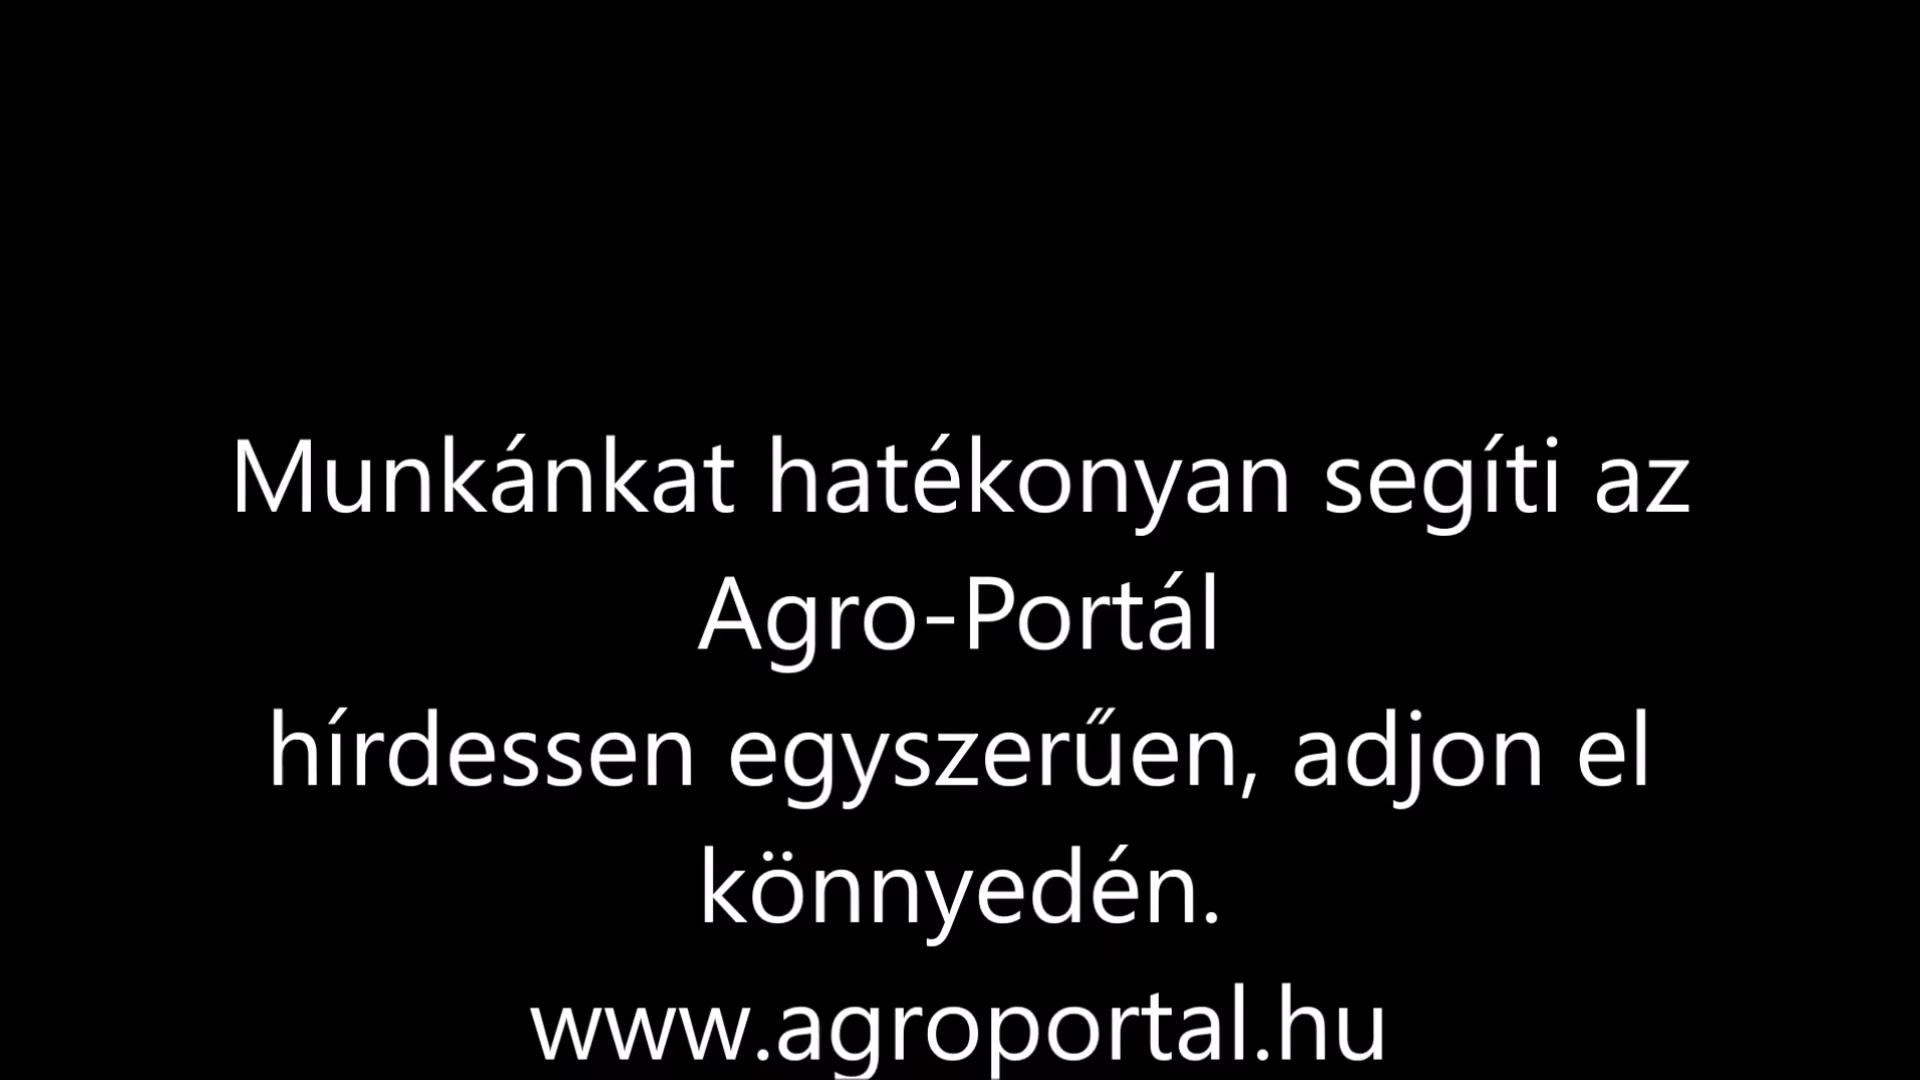 Munkánkat hatékonyan segíti az
Agro-Portál
hírdessen egyszerűen, adjon el
könnyedén.
www.agroportal.hu